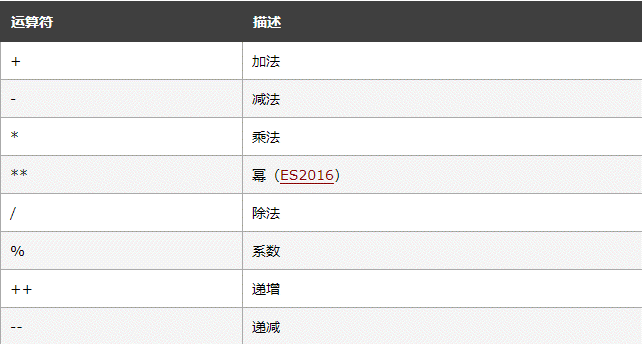 运算符 描述
+ 加法
- 减法
* 乘法
** 幂（ES2016）
/ 除法
% 系数
++ 递增
-- 递减